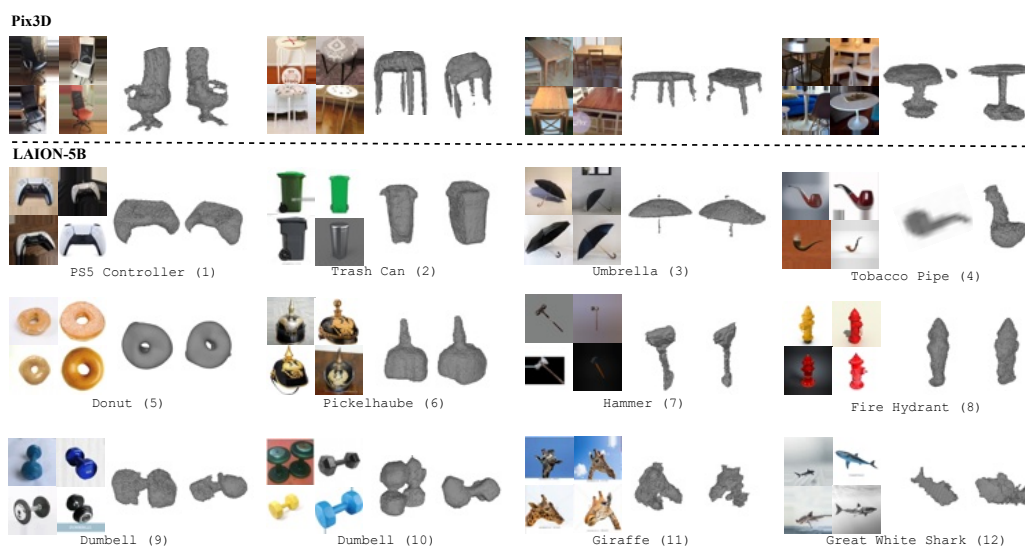 Pix3D
LAION-5B
PS5 Controller (1)
Trash Can (2)
Umbrella (3)
Tobacco Pipe (4)
Donut (5)
Pickelhaube (6)
Hammer (7)
Fire Hydrant (8)
Dumbell (9)
Dumbell (10)
Giraffe (11)
Great White Shark (12)